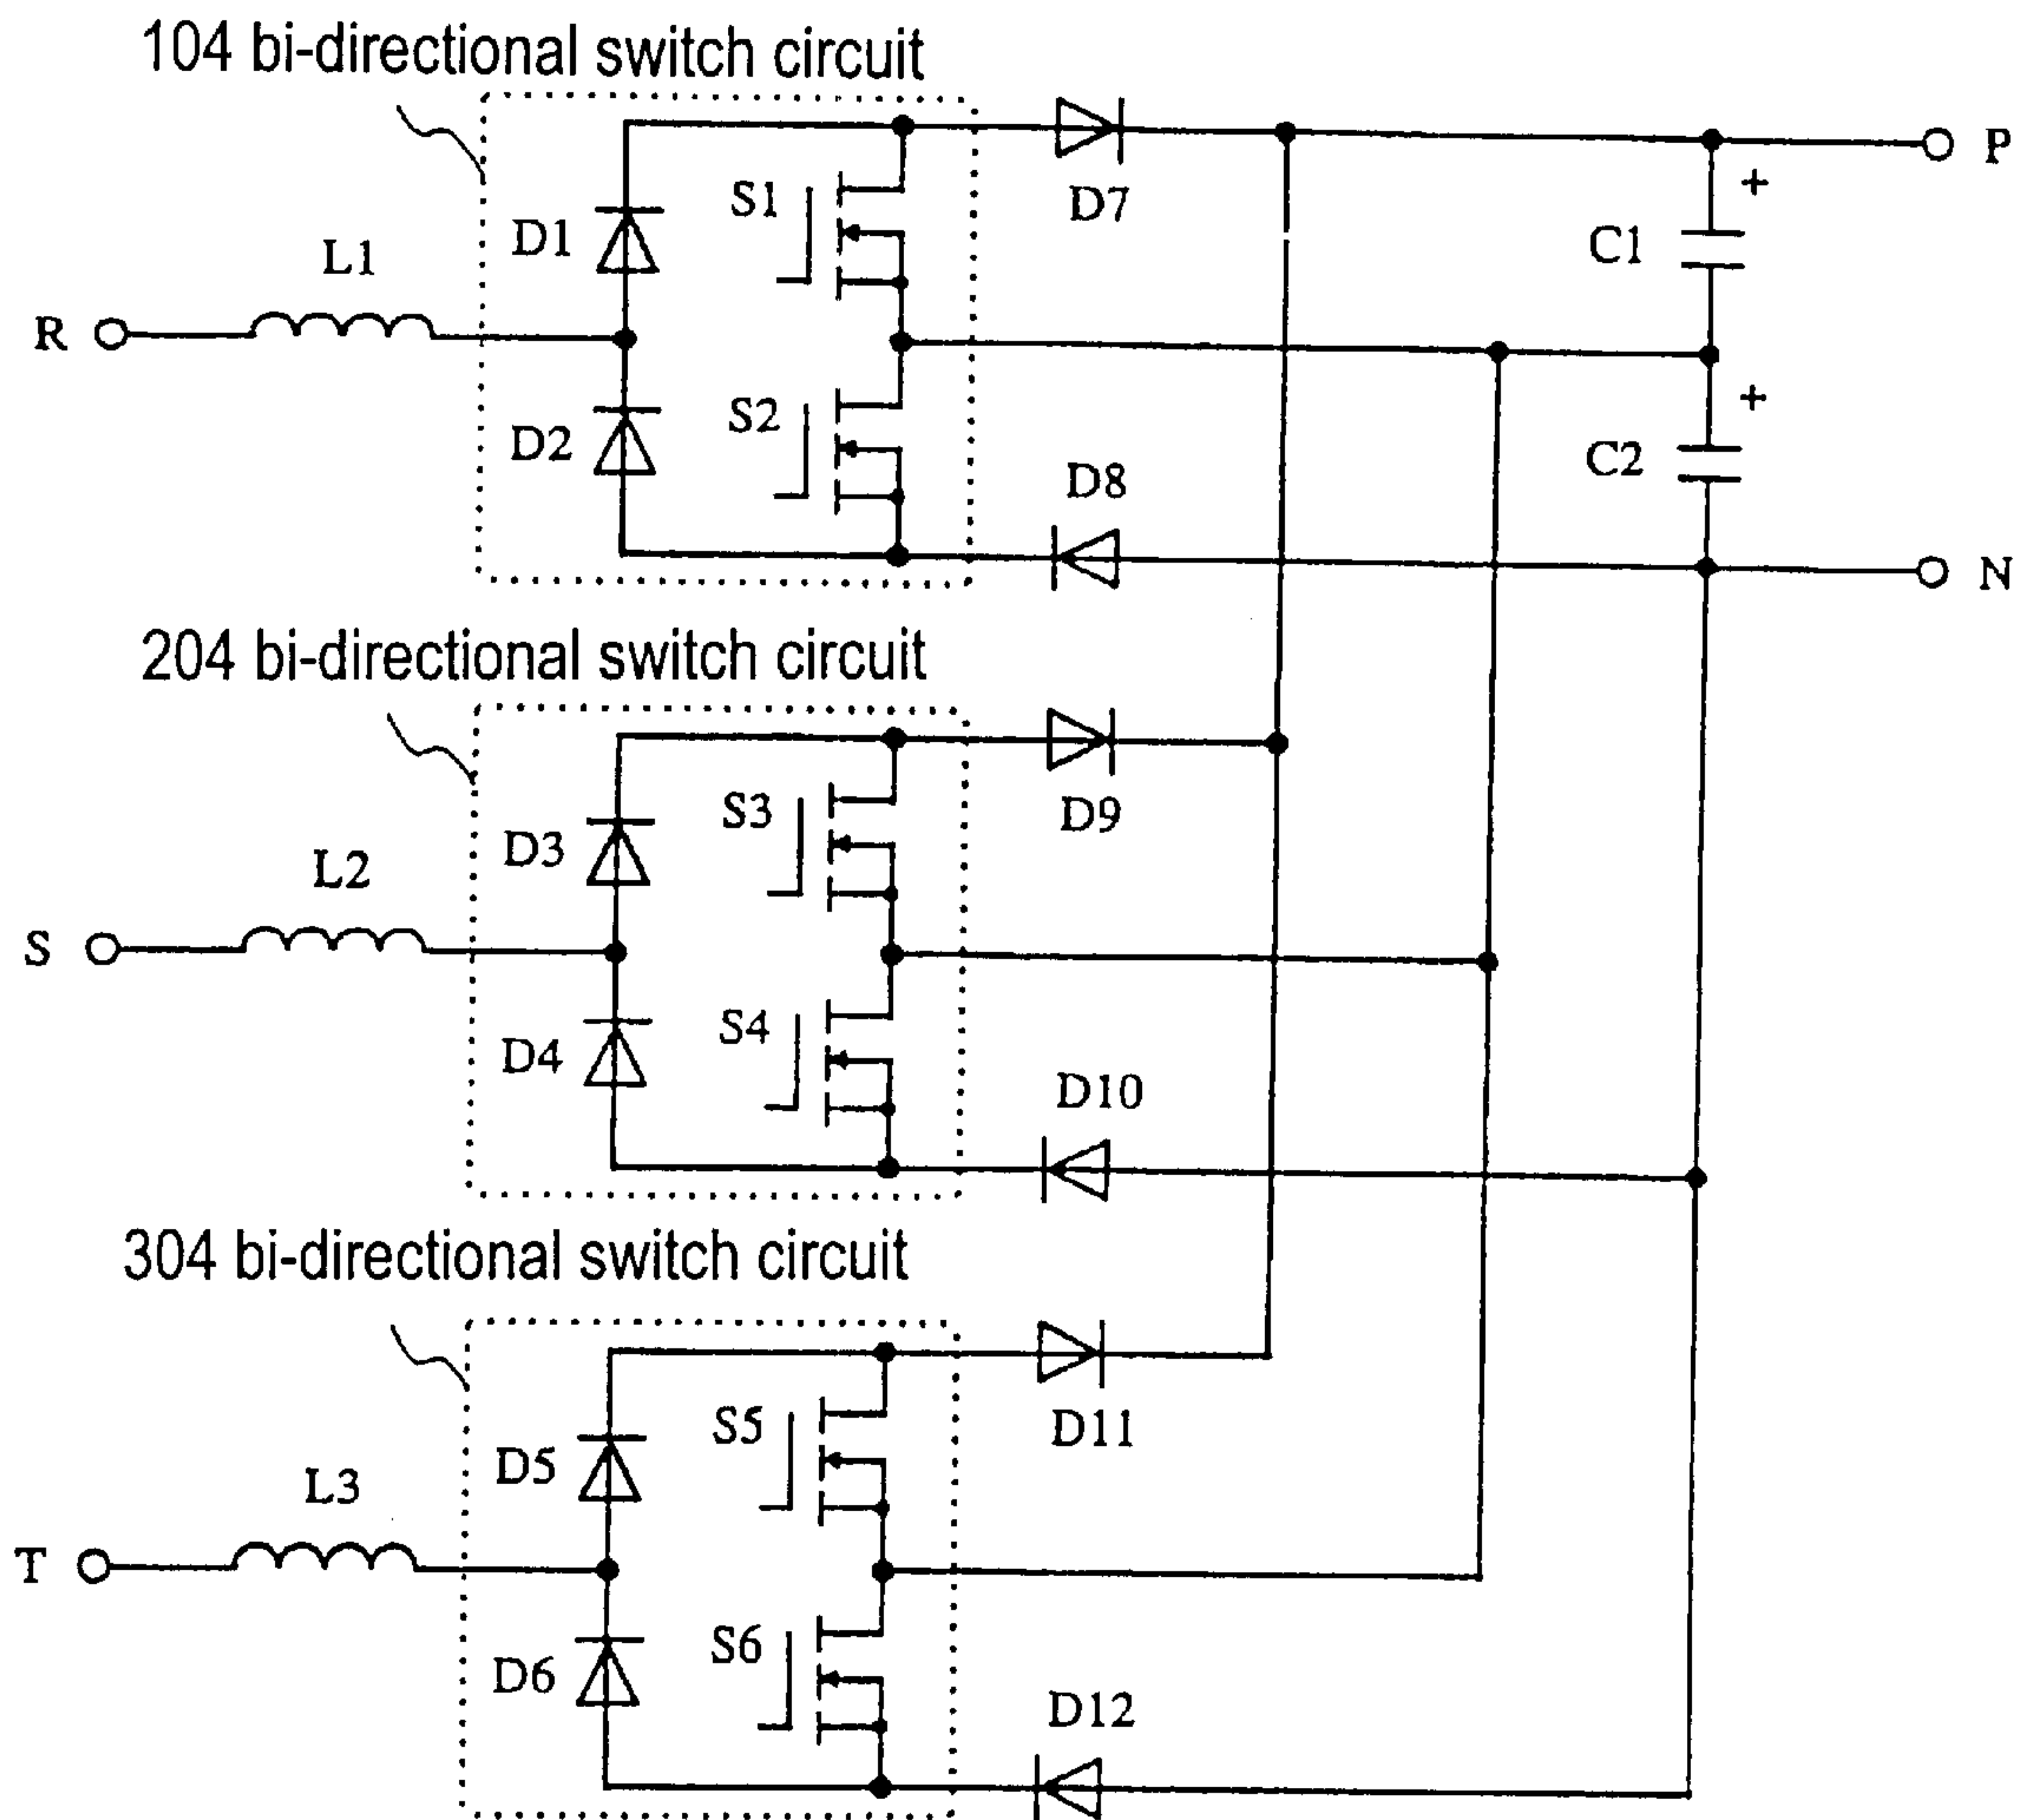 104 bi-directional switch circuit
S1
D7
P
+
D1
C1
L1
R
S2
+
D2
D8
C2
N
204 bi-directional switch circuit
S3
D9
D3
L2
S
S4
D4
D10
304 bi-directional switch circuit
S5
D11
D5
L3
T
S6
D6
D12